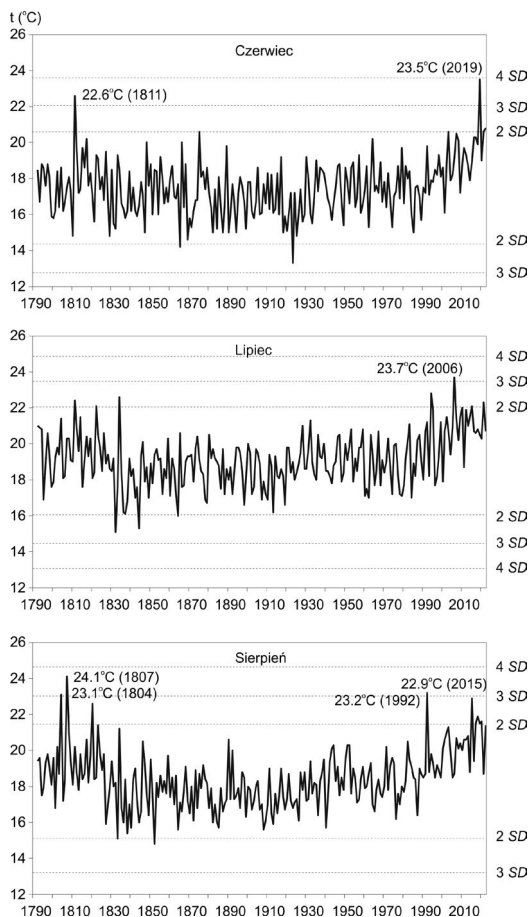 t (°C)
26
Czerwiec
24
22.6°C (1811)
23.5°C (2019)
4 SD
22
3 SD
20
2 SD
18
16
14
2 SD
12
3 SD
1790 1810 1830 1850 1870 1890 1910 1930 1950 1970 1990 2010
26
Lipiec
24
23.7°C (2006)
4 SD
22
3 SD
20
2 SD
18
16
2 SD
14
3 SD
12
4 SD
1790 1810 1830 1850 1870 1890 1910 1930 1950 1970 1990 2010
26
Sierpień
24
24.1°C (1807)
23.1°C (1804)
22.9°C (2015)
23.2°C (1992)
4 SD
22
3 SD
20
2 SD
18
16
14
2 SD
12
3 SD
1790 1810 1830 1850 1870 1890 1910 1930 1950 1970 1990 2010